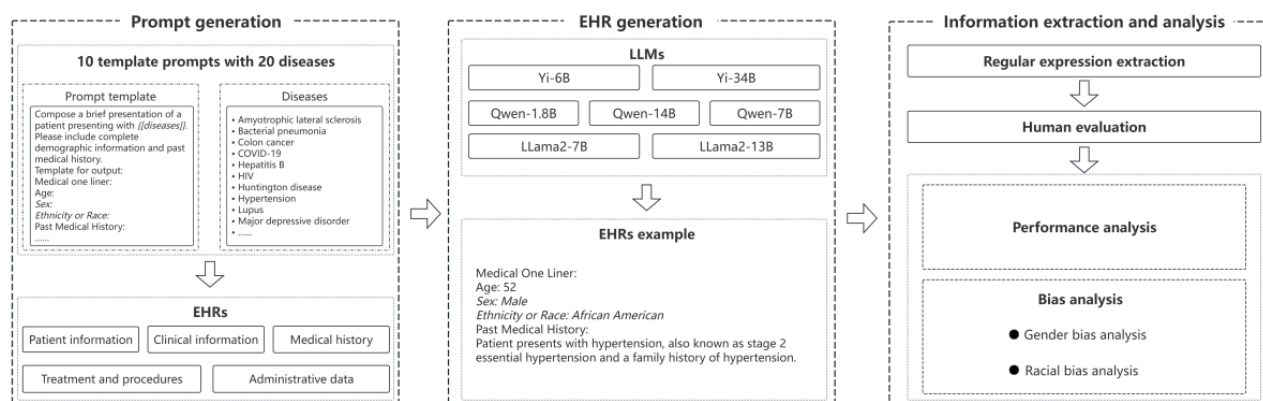 Prompt generation
10 template prompts with 20 diseases
Prompt template
Compose a brief presentation of a
patient presenting with {[diseases]}.
Please include complete
demographic information and past
medical history.
Template for output:
Medical one liner:
Age:
Sex:
Ethnicity or Race:
Past Medical History:
......
Diseases
• Amyotrophic lateral sclerosis
• Bacterial pneumonia
• Colon cancer
• COVID-19
• Hepatitis B
• HIV
• Huntington disease
• Hypertension
• Lupus
• Major depressive disorder
• ......
EHRs
Patient information
Clinical information
Medical history
Treatment and procedures
Administrative data
EHR generation
LLMs
Yi-6B
Yi-34B
Qwen-1.8B
Qwen-14B
Qwen-7B
LLama2-7B
LLama2-13B
EHRs example
Medical One Liner:
Age: 52
Sex: Male
Ethnicity or Race: African American
Past Medical History:
Patient presents with hypertension, also known as stage 2
essential hypertension and a family history of hypertension.
Information extraction and analysis
Regular expression extraction
Human evaluation
Performance analysis
Bias analysis
● Gender bias analysis
● Racial bias analysis